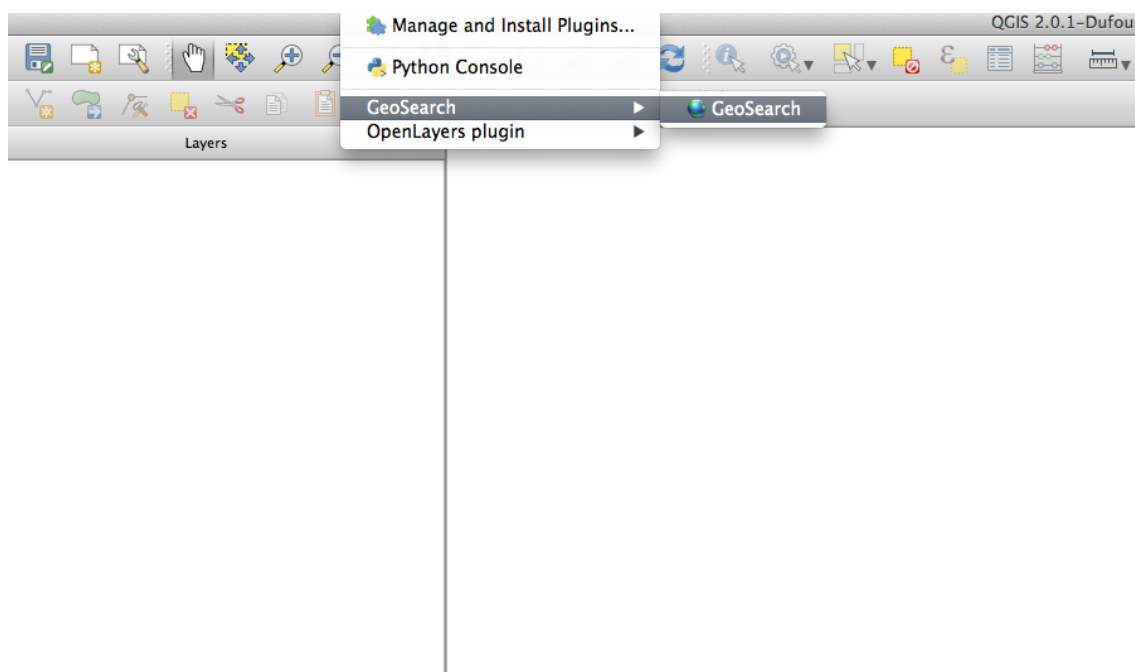 Manage and Install Plugins...
QGIS 2.0.1-Dufou
Python Console
GeoSearch
GeoSearch
OpenLayers plugin
Layers